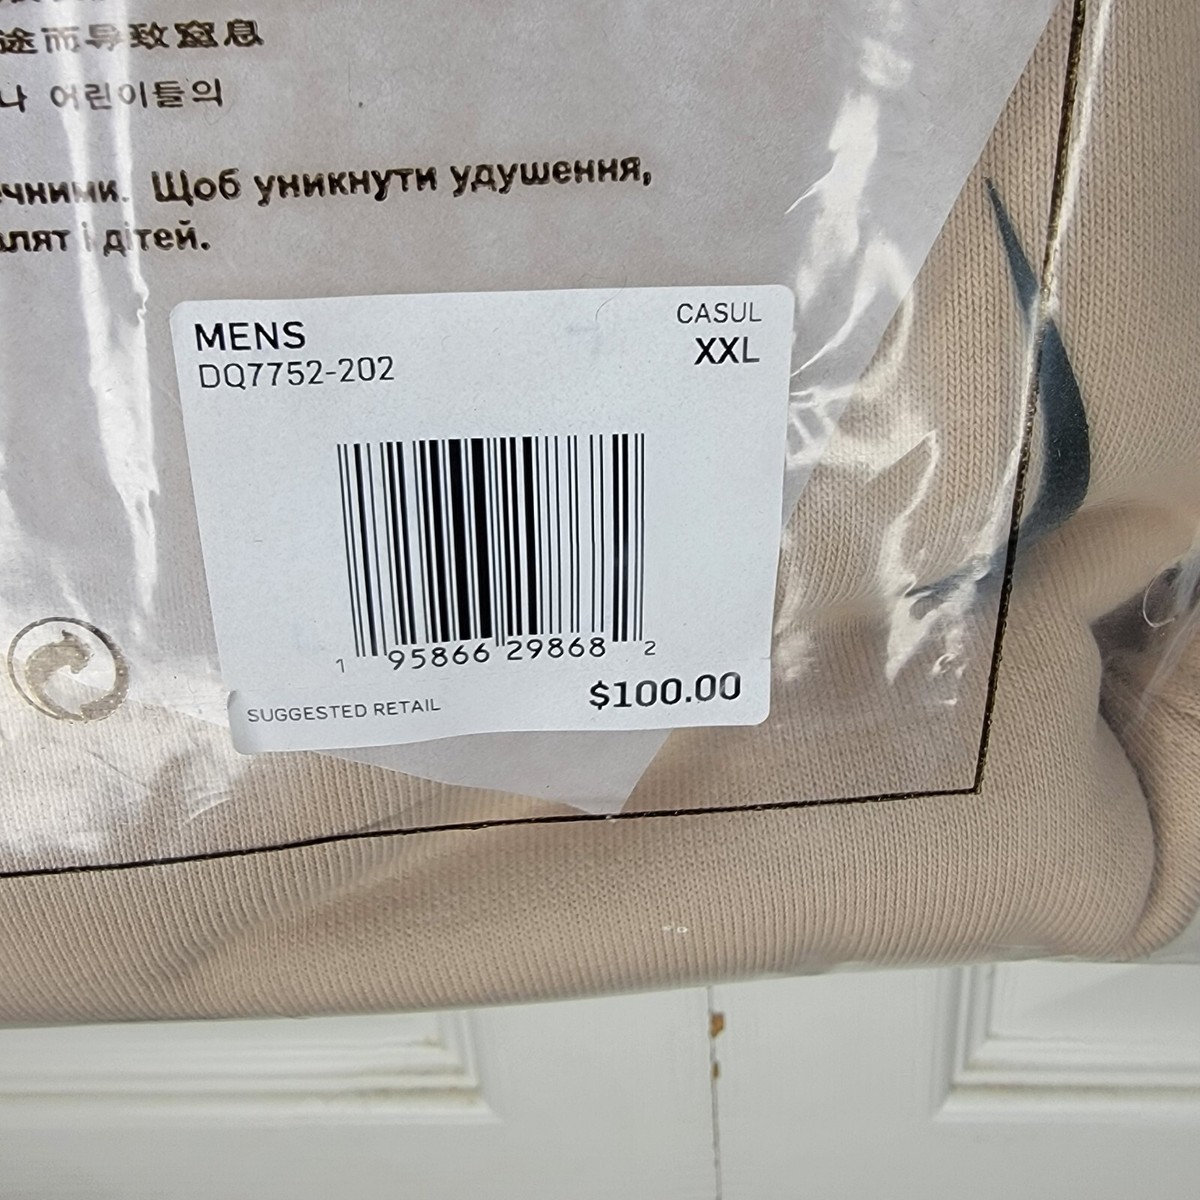 途而导致窒息
나 어린이들의
чними. Щоб уникнути удушення,
лят і дітей.
MENS
CASUL
DQ7752-202
XXL
1 95866 29868 2
SUGGESTED RETAIL
$100.00